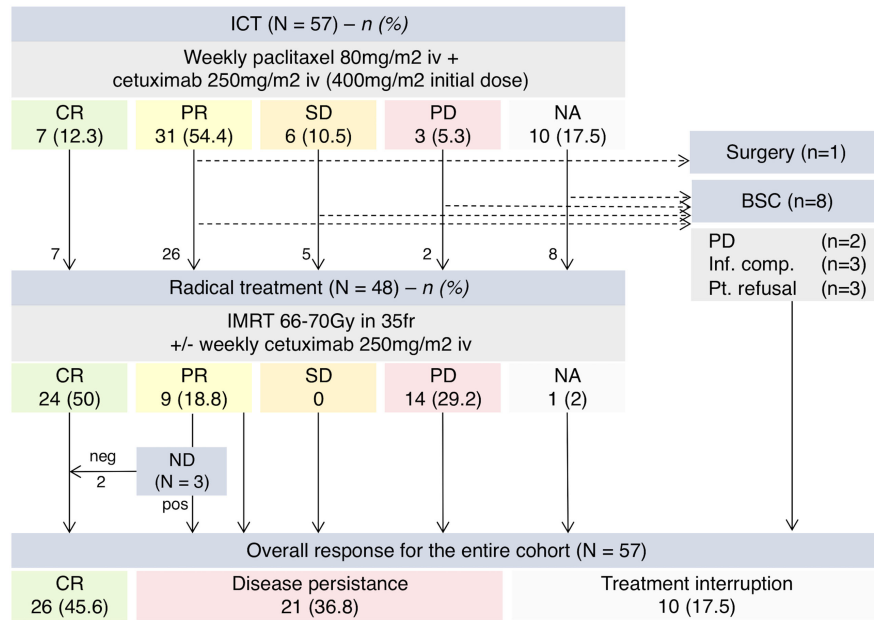 ICT (N = 57) – n (%)
Weekly paclitaxel 80mg/m2 iv +
cetuximab 250mg/m2 iv (400mg/m2 initial dose)
CR PR SD PD NA
7 (12.3) 31 (54.4) 6 (10.5) 3 (5.3) 10 (17.5)
Surgery (n=1)
BSC (n=8)
PD (n=2)
Inf. comp. (n=3)
Pt. refusal (n=3)
7 26 5 2 8
Radical treatment (N = 48) – n (%)
IMRT 66-70Gy in 35fr
+/- weekly cetuximab 250mg/m2 iv
CR PR SD PD NA
24 (50) 9 (18.8) 0 14 (29.2) 1 (2)
neg
2
ND
(N = 3)
pos
Overall response for the entire cohort (N = 57)
CR Disease persistance Treatment interruption
26 (45.6) 21 (36.8) 10 (17.5)